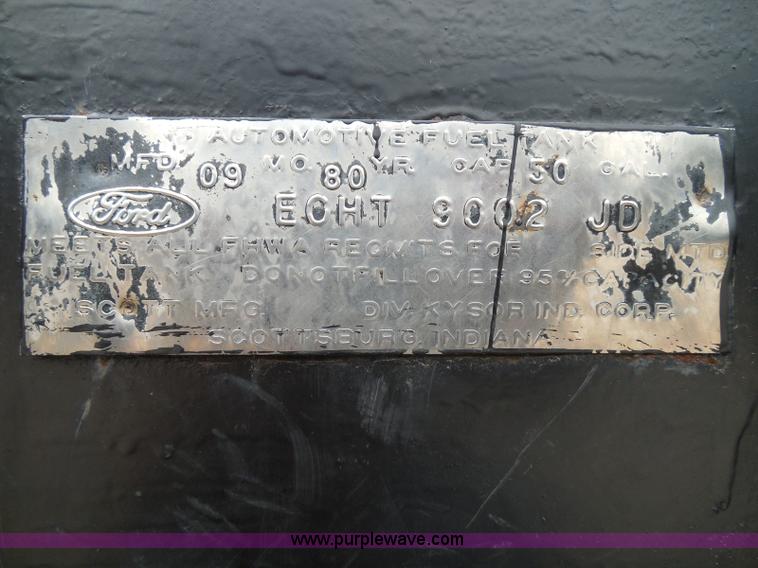 AUTOMOTIVE FUEL TANK
MFD. 09 MO. 80 YR. CAP. 50 GAL.
Ford EOHT 9002 JD
MEETS ALL FHWA REQMTS FOR SIDE MTD
FUEL TANK DO NOT FILL OVER 95% CAPACITY
SCOTT MFG. DIV. KYSOR IND. CORP.
SCOTTSBURG, INDIANA
www.purplewave.com